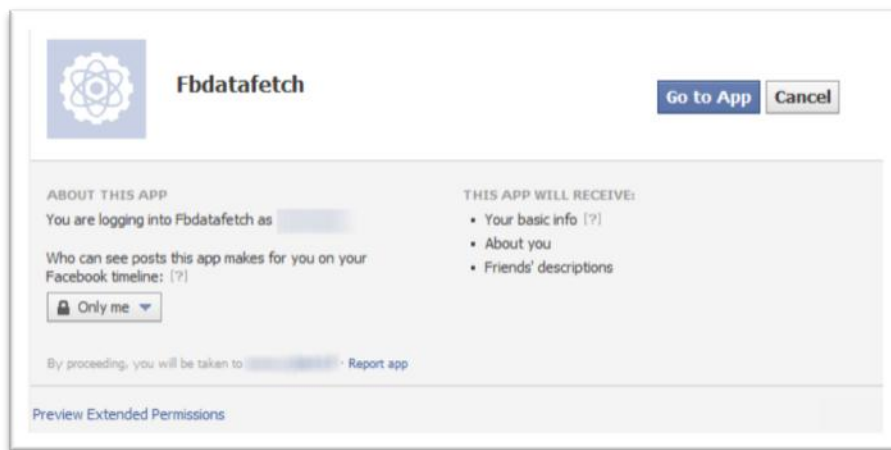 Fbdatafetch
Go to App Cancel
ABOUT THIS APP
You are logging into Fbdatafetch as
Who can see posts this app makes for you on your
Facebook timeline: [?]
Only me
By proceeding, you will be taken to · Report app
THIS APP WILL RECEIVE:
• Your basic info [?]
• About you
• Friends' descriptions
Preview Extended Permissions